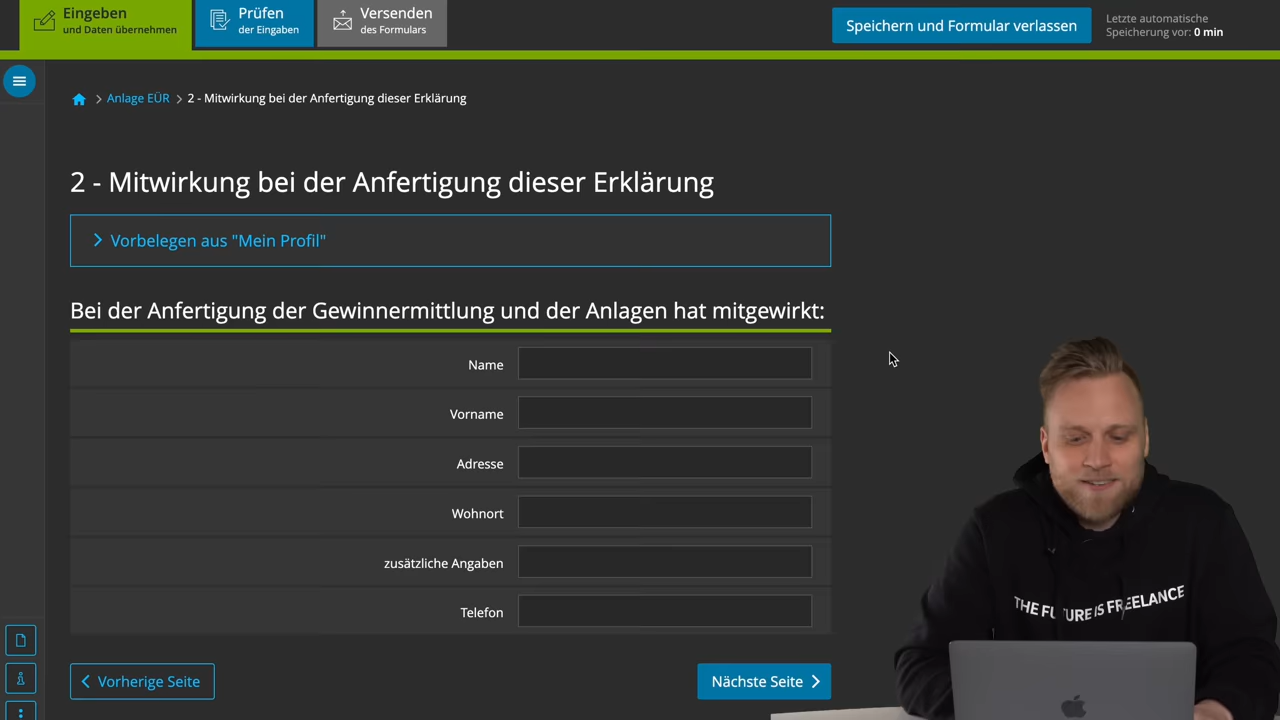 Eingeben
und Daten übernehmen
Prüfen
der Eingaben
Versenden
des Formulars
Speichern und Formular verlassen
Letzte automatische
Speicherung vor: 0 min
Anlage EÜR
2 - Mitwirkung bei der Anfertigung dieser Erklärung
2 - Mitwirkung bei der Anfertigung dieser Erklärung
Vorbelegen aus "Mein Profil"
Bei der Anfertigung der Gewinnermittlung und der Anlagen hat mitgewirkt:
Name
Vorname
Adresse
Wohnort
zusätzliche Angaben
Telefon
THE FUTURE IS FREELANCE
Vorherige Seite
Nächste Seite